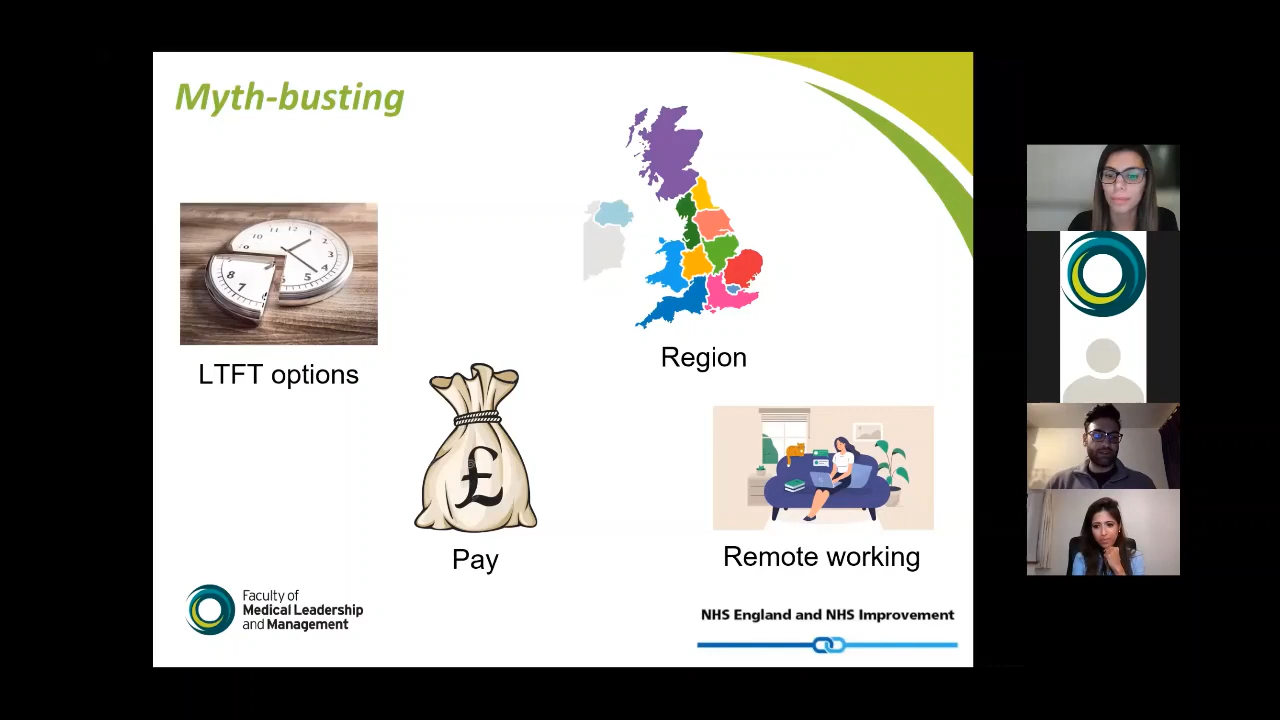 Myth-busting
LTFT options
Region
£
Pay
Remote working
Faculty of
Medical Leadership
and Management
NHS England and NHS Improvement